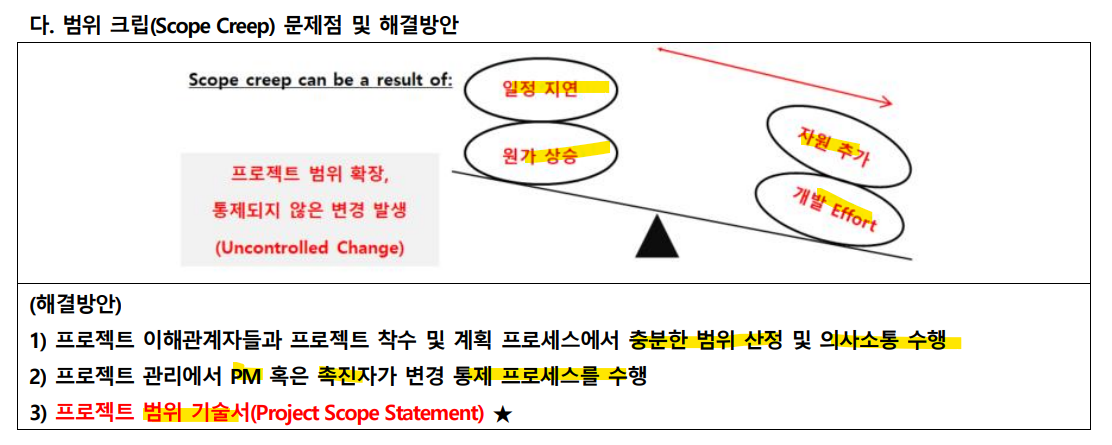 다. 범위 크립(Scope Creep) 문제점 및 해결방안
Scope creep can be a result of:
일정 지연
원가 상승
자원 추가
개발 Effort
프로젝트 범위 확장,
통제되지 않은 변경 발생
(Uncontrolled Change)
(해결방안)
1) 프로젝트 이해관계자들과 프로젝트 착수 및 계획 프로세스에서 충분한 범위 산정 및 의사소통 수행
2) 프로젝트 관리에서 PM 혹은 촉진자가 변경 통제 프로세스를 수행
3) 프로젝트 범위 기술서(Project Scope Statement) ★